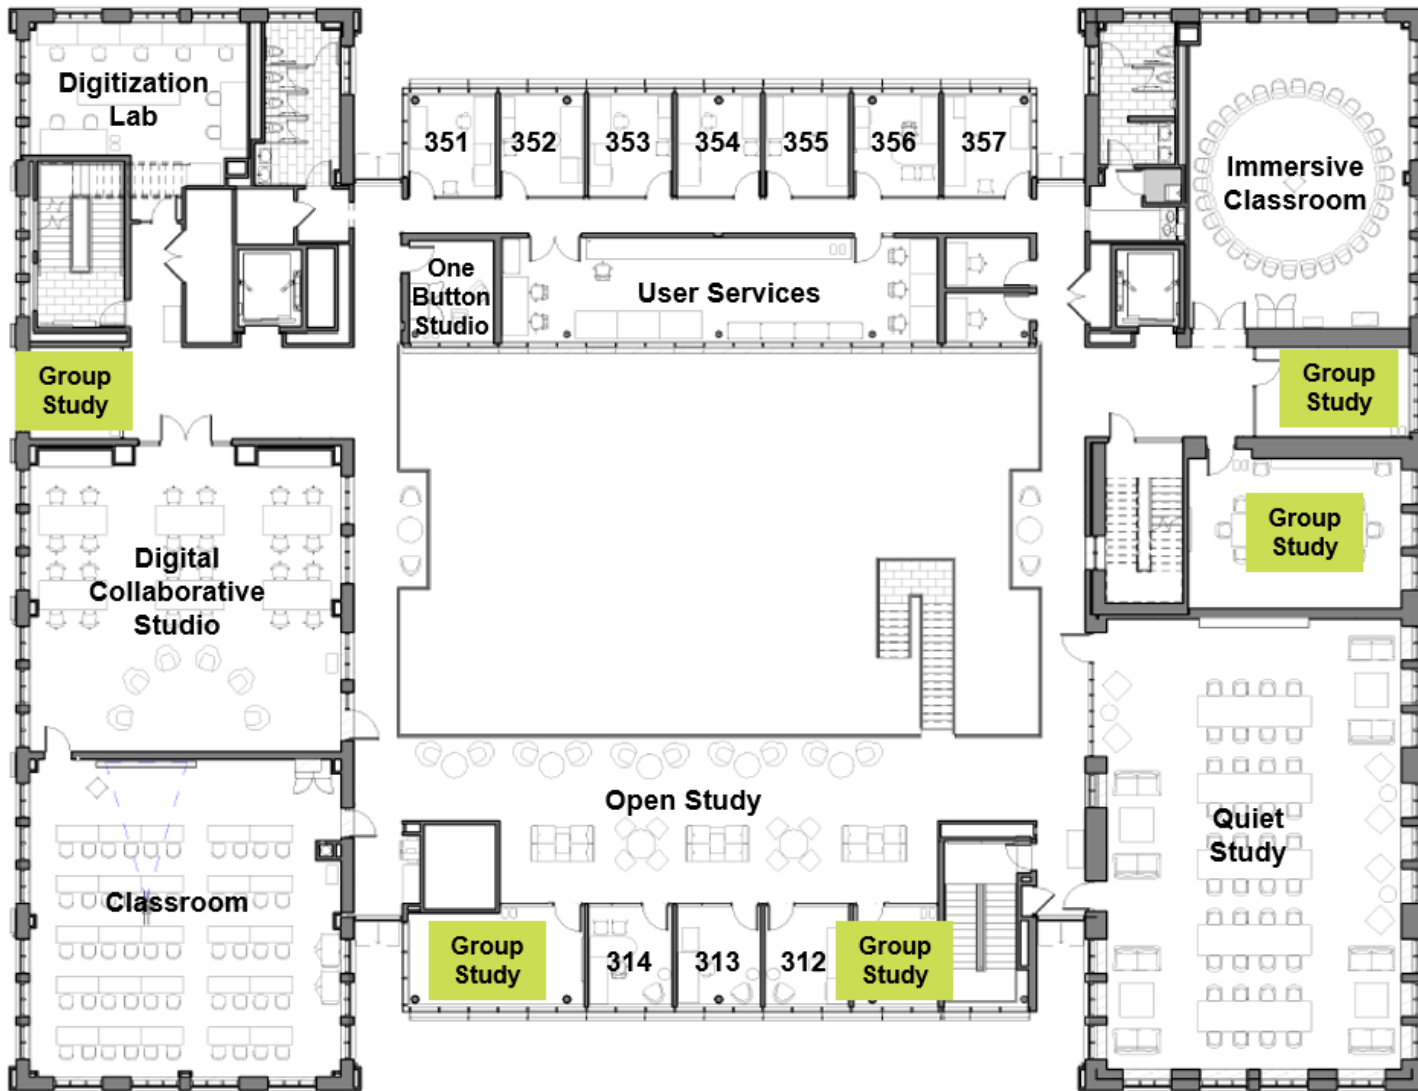 Digitization
Lab
351
352
353
354
355
356
357
Immersive
Classroom
One
Button
Studio
User Services
Group
Study
Group
Study
Group
Study
Digital
Collaborative
Studio
Open Study
Quiet
Study
Classroom
Group
Study
314
313
312
Group
Study